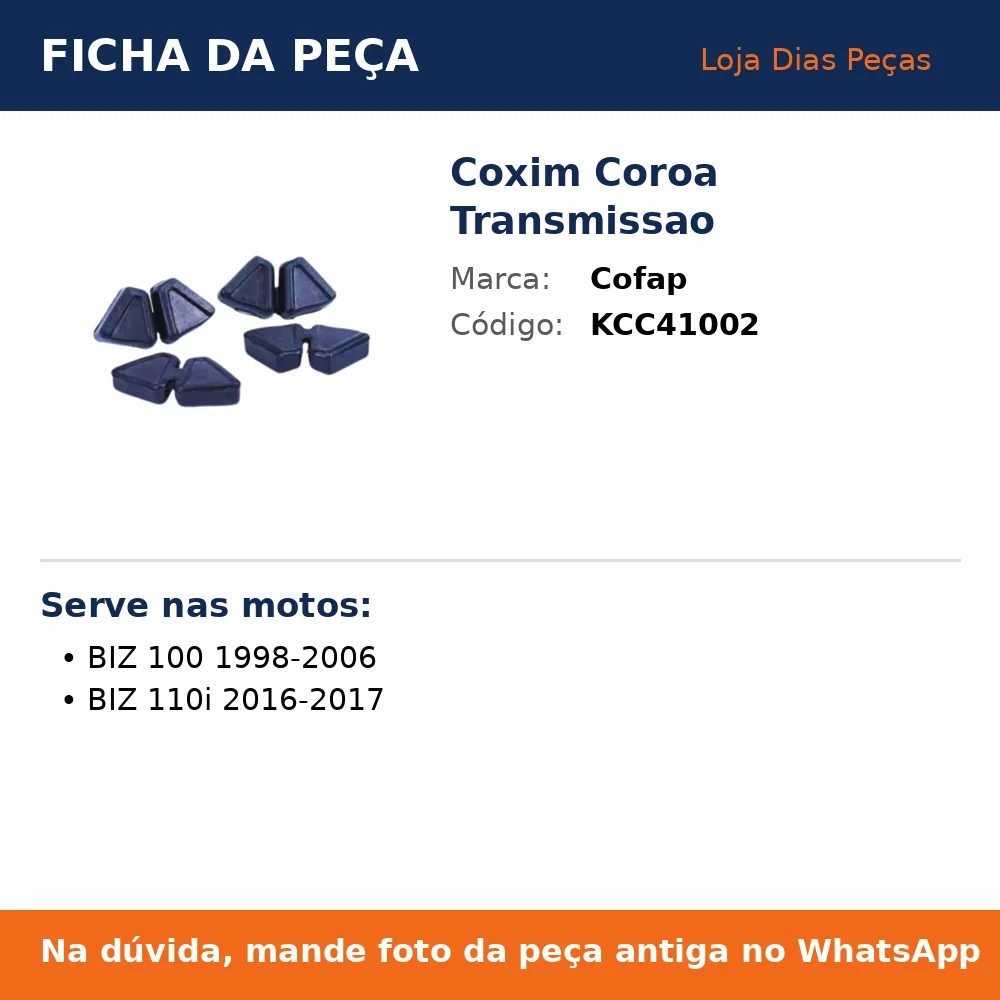 FICHA DA PEÇA
Loja Dias Peças
Coxim Coroa
Transmissao
Marca: Cofap
Código: KCC41002
Serve nas motos:
• BIZ 100 1998-2006
• BIZ 110i 2016-2017
Na dúvida, mande foto da peça antiga no WhatsApp